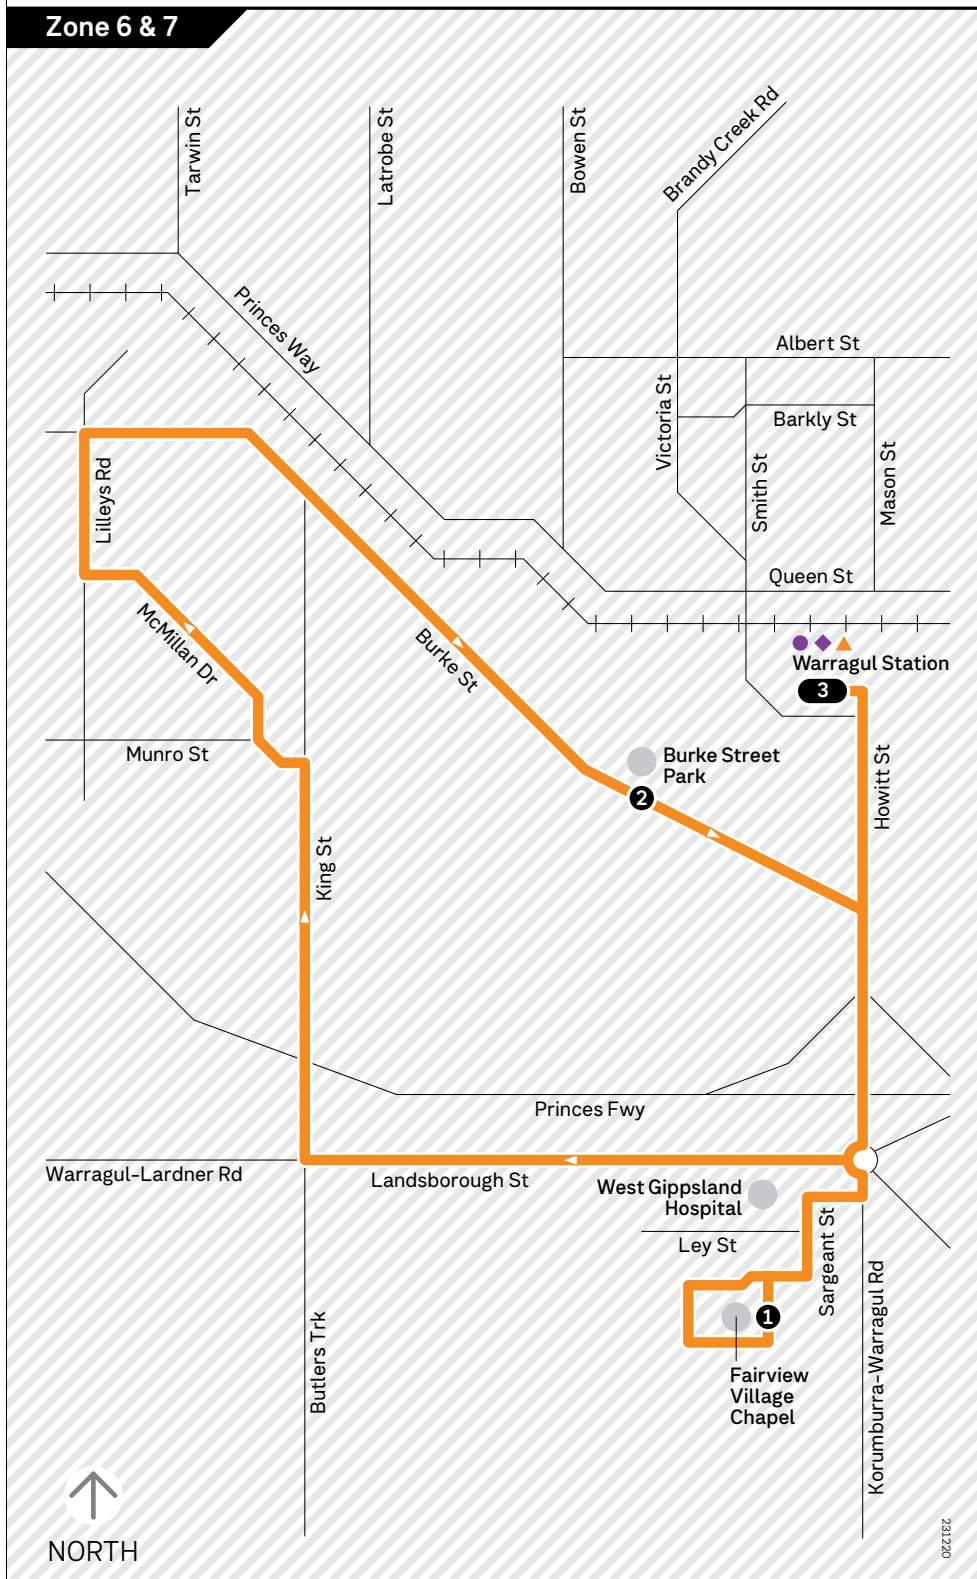 Zone 6 & 7
Tarwin St
Latrobe St
Bowen St
Brandy Creek Rd
Princes Way
Albert St
Victoria St
Barkly St
Smith St
Mason St
Lilleys Rd
Queen St
McMillan Dr
Burke St
Warragul Station
3
Munro St
Burke Street
Park
2
Howitt St
King St
Princes Fwy
Warragul-Lardner Rd
Landsborough St
West Gippsland
Hospital
Ley St
Sargeant St
1
Butlers Trk
Fairview
Village
Chapel
Korumburra-Warragul Rd
NORTH
231220